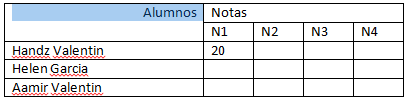 Alumnos Notas
N1 N2 N3 N4
Handz Valentin 20
Helen Garcia
Aamir Valentin